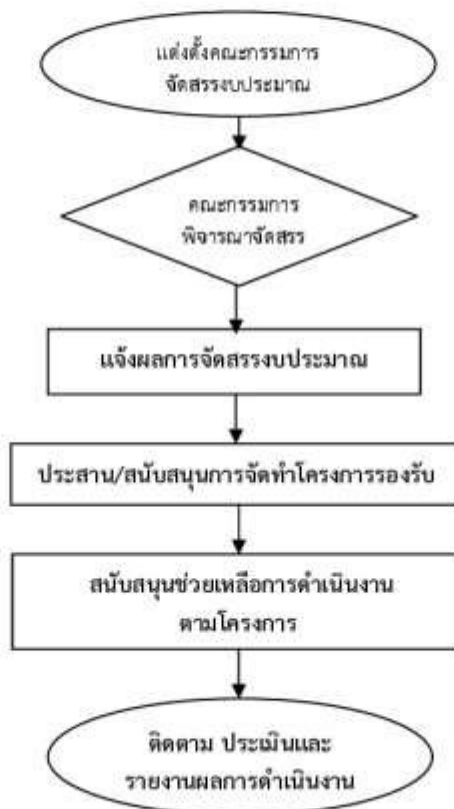 แต่งตั้งคณะกรรมการ
จัดสรรงบประมาณ
คณะกรรมการ
พิจารณาจัดสรร
แจ้งผลการจัดสรรงบประมาณ
ประสาน/สนับสนุนการจัดทำโครงการรองรับ
สนับสนุนช่วยเหลือการดำเนินงาน
ตามโครงการ
ติดตาม ประเมินและ
รายงานผลการดำเนินงาน